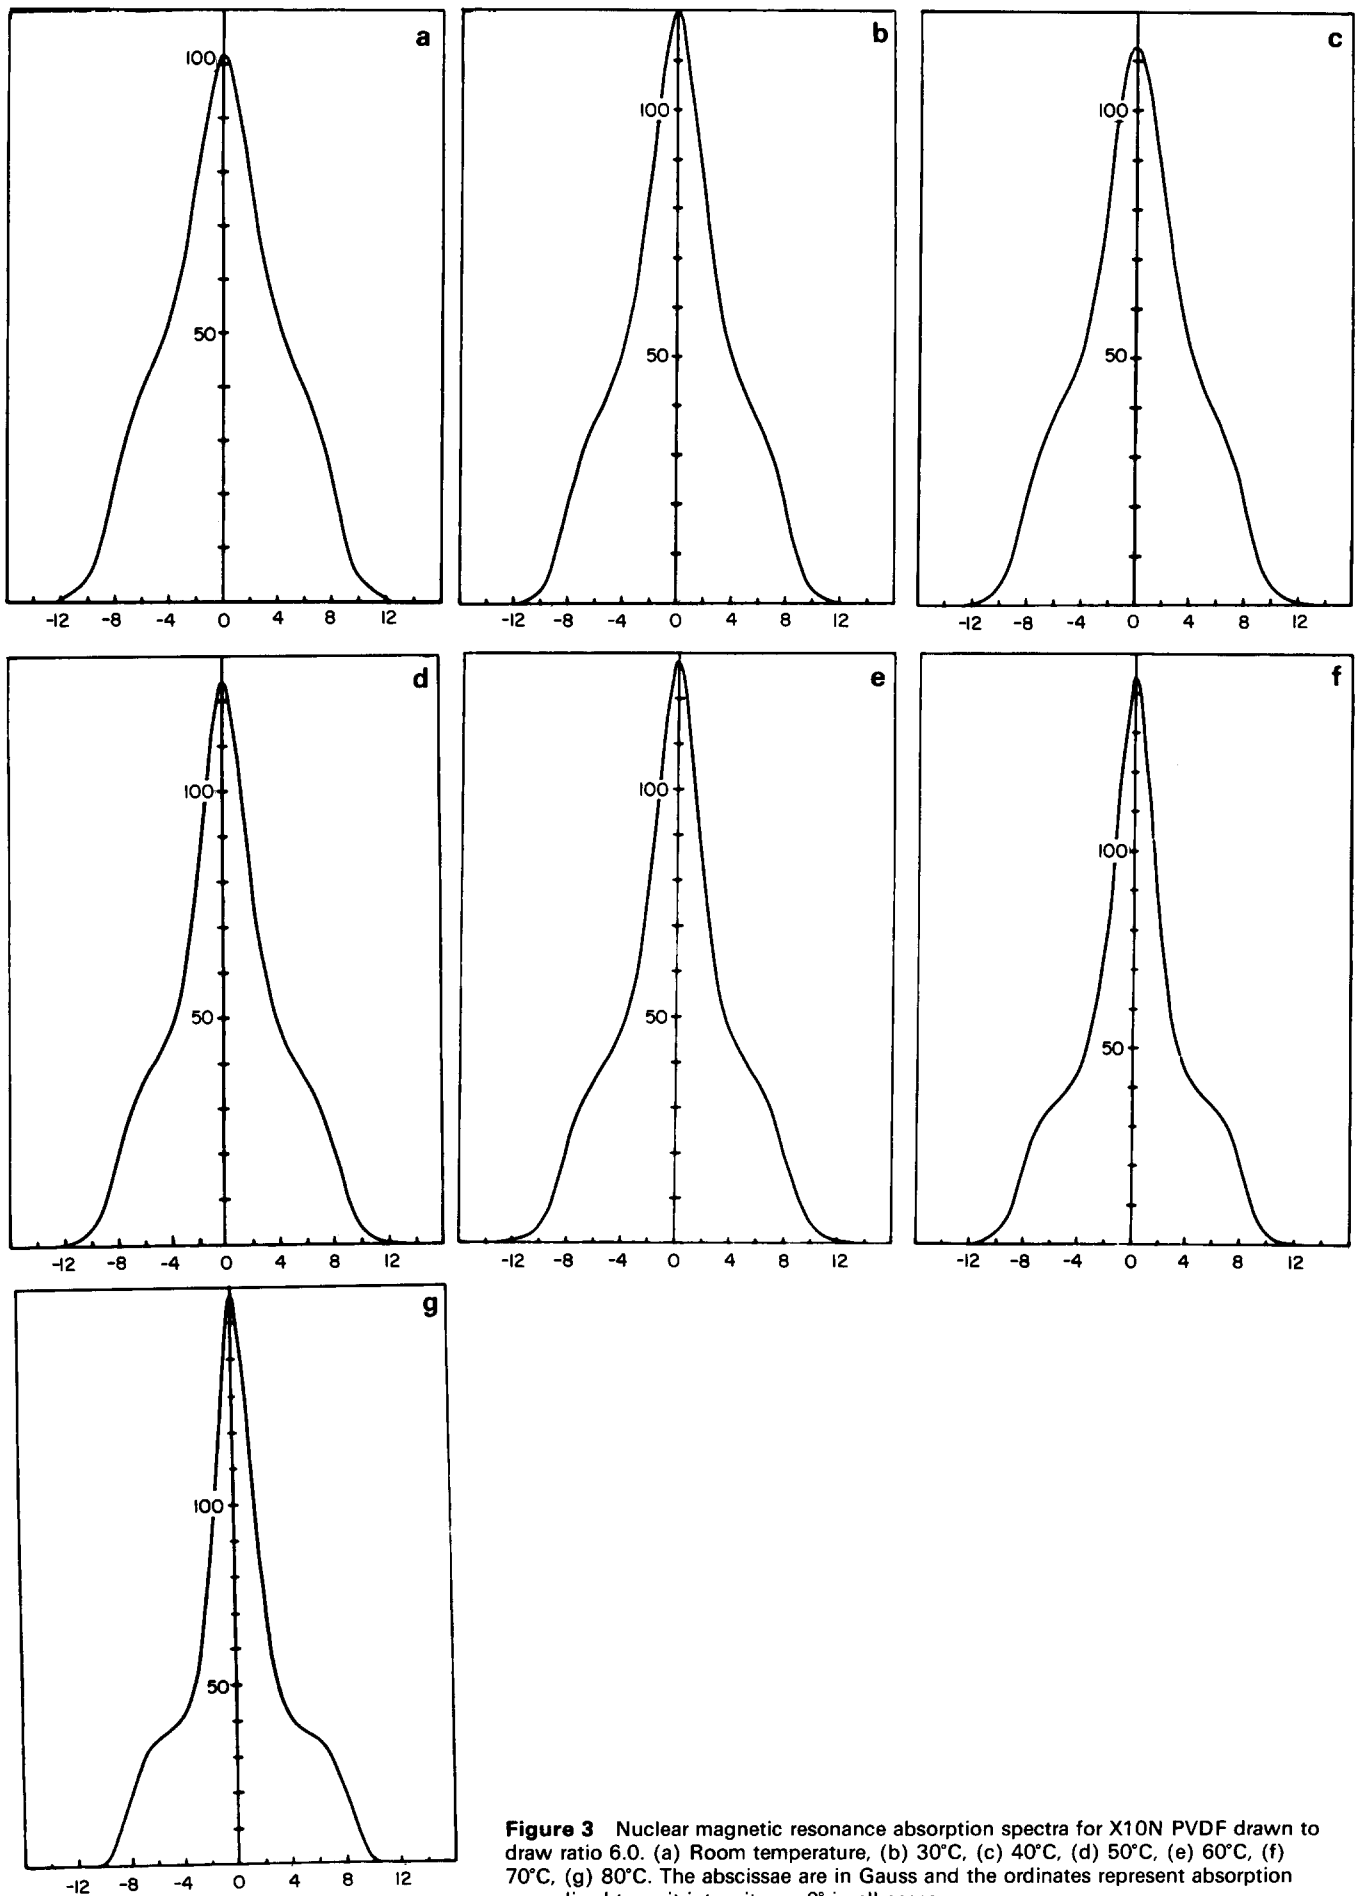 a
100
50
-12 -8 -4 0 4 8 12
b
100
50
-12 -8 -4 0 4 8 12
c
100
50
-12 -8 -4 0 4 8 12
d
100
50
-12 -8 -4 0 4 8 12
e
100
50
-12 -8 -4 0 4 8 12
f
100
50
-12 -8 -4 0 4 8 12
g
100
50
-12 -8 -4 0 4 8 12
Figure 3 Nuclear magnetic resonance absorption spectra for X10N PVDF drawn to
draw ratio 6.0. (a) Room temperature, (b) 30°C, (c) 40°C, (d) 50°C, (e) 60°C, (f)
70°C, (g) 80°C. The abscissae are in Gauss and the ordinates represent absorption